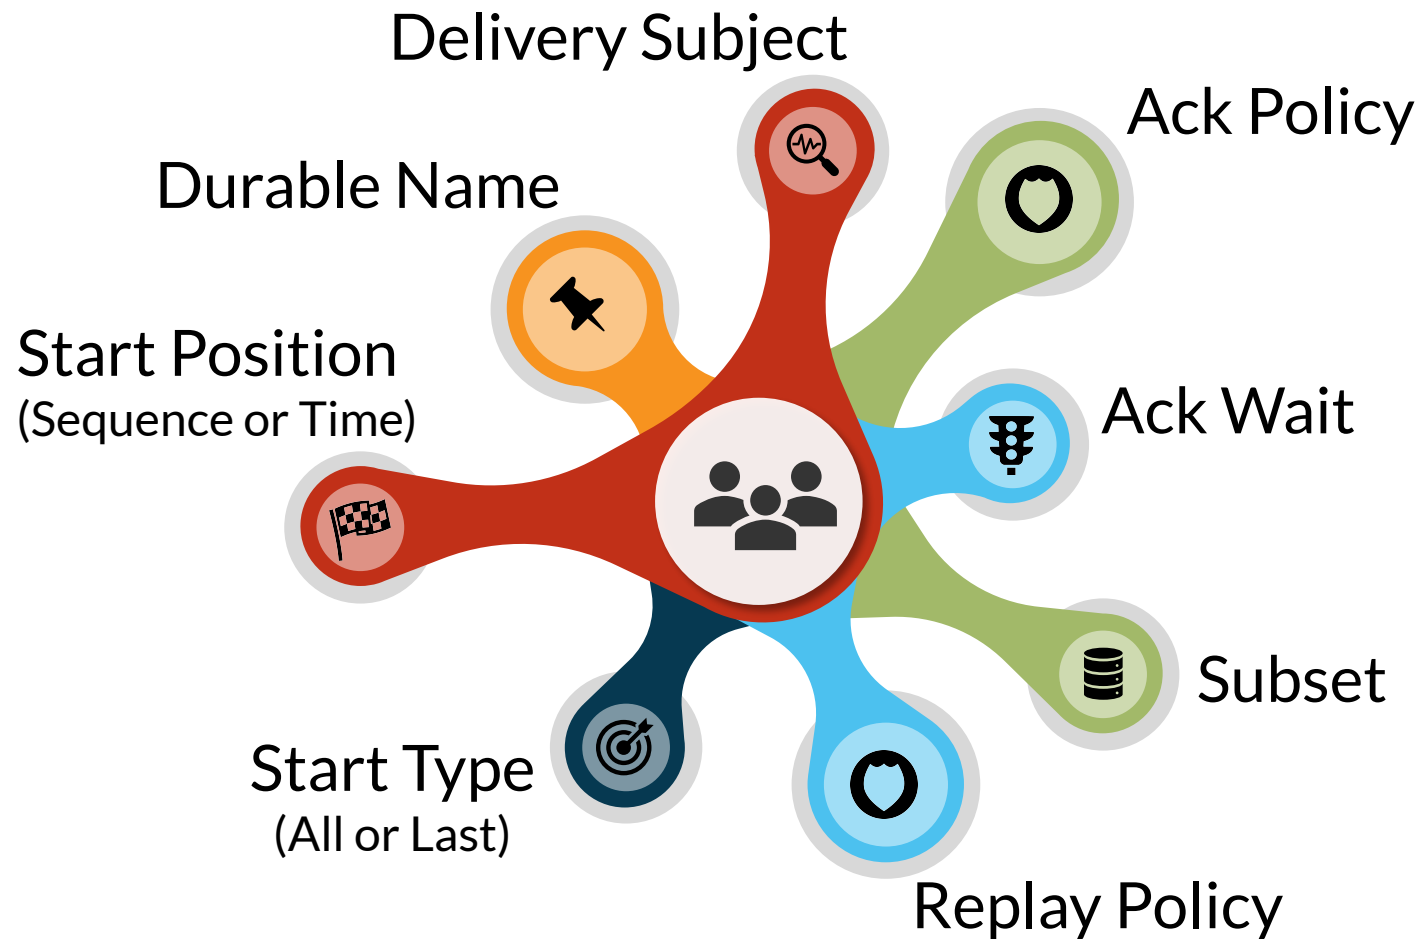 Delivery Subject
Ack Policy
Durable Name
Start Position
(Sequence or Time)
Ack Wait
Subset
Start Type
(All or Last)
Replay Policy